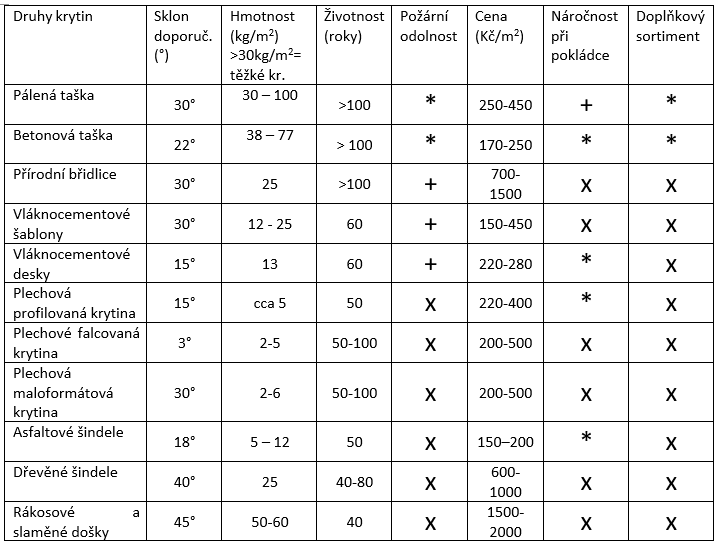 Druhy krytin | Sklon doporuč. (°) | Hmotnost (kg/m²) >30kg/m²= těžké kr. | Životnost (roky) | Požární odolnost | Cena (Kč/m²) | Náročnost při pokládce | Doplňkový sortiment
Pálená taška | 30° | 30 – 100 | >100 | * | 250-450 | + | *
Betonová taška | 22° | 38 – 77 | > 100 | * | 170-250 | * | *
Přírodní břidlice | 30° | 25 | >100 | + | 700-1500 | x | x
Vláknocementové šablony | 30° | 12 - 25 | 60 | + | 150-450 | x | x
Vláknocementové desky | 15° | 13 | 60 | + | 220-280 | * | x
Plechová profilovaná krytina | 15° | cca 5 | 50 | x | 220-400 | * | x
Plechové falcovaná krytina | 3° | 2-5 | 50-100 | x | 200-500 | x | x
Plechová maloformátová krytina | 30° | 2-6 | 50-100 | x | 200-500 | x | x
Asfaltové šindele | 18° | 5 – 12 | 50 | x | 150–200 | * | x
Dřevěné šindele | 40° | 25 | 40-80 | x | 600-1000 | x | x
Rákosové a slaměné došky | 45° | 50-60 | 40 | x | 1500-2000 | x | x